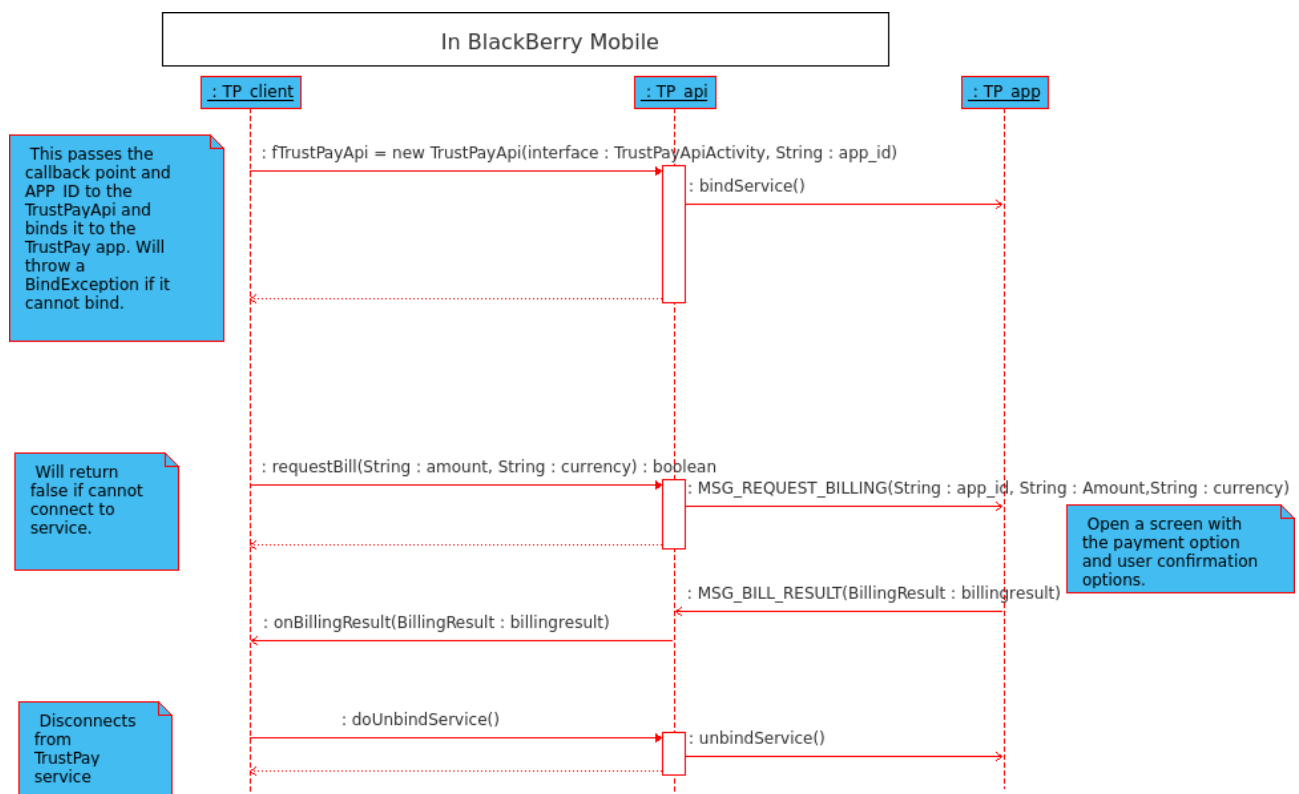 In BlackBerry Mobile
: TP_client
: TP_api
: TP_app
This passes the
callback point and
APP_ID to the
TrustPayApi and
binds it to the
TrustPay app. Will
throw a
BindException if it
cannot bind.
: fTrustPayApi = new TrustPayApi(interface : TrustPayApiActivity, String : app_id)
: bindService()
Will return
false if cannot
connect to
service.
: requestBill(String : amount, String : currency) : boolean
: MSG_REQUEST_BILLING(String : app_id, String : Amount,String : currency)
Open a screen with
the payment option
and user confirmation
options.
: MSG_BILL_RESULT(BillingResult : billingresult)
: onBillingResult(BillingResult : billingresult)
Disconnects
from
TrustPay
service
: doUnbindService()
: unbindService()